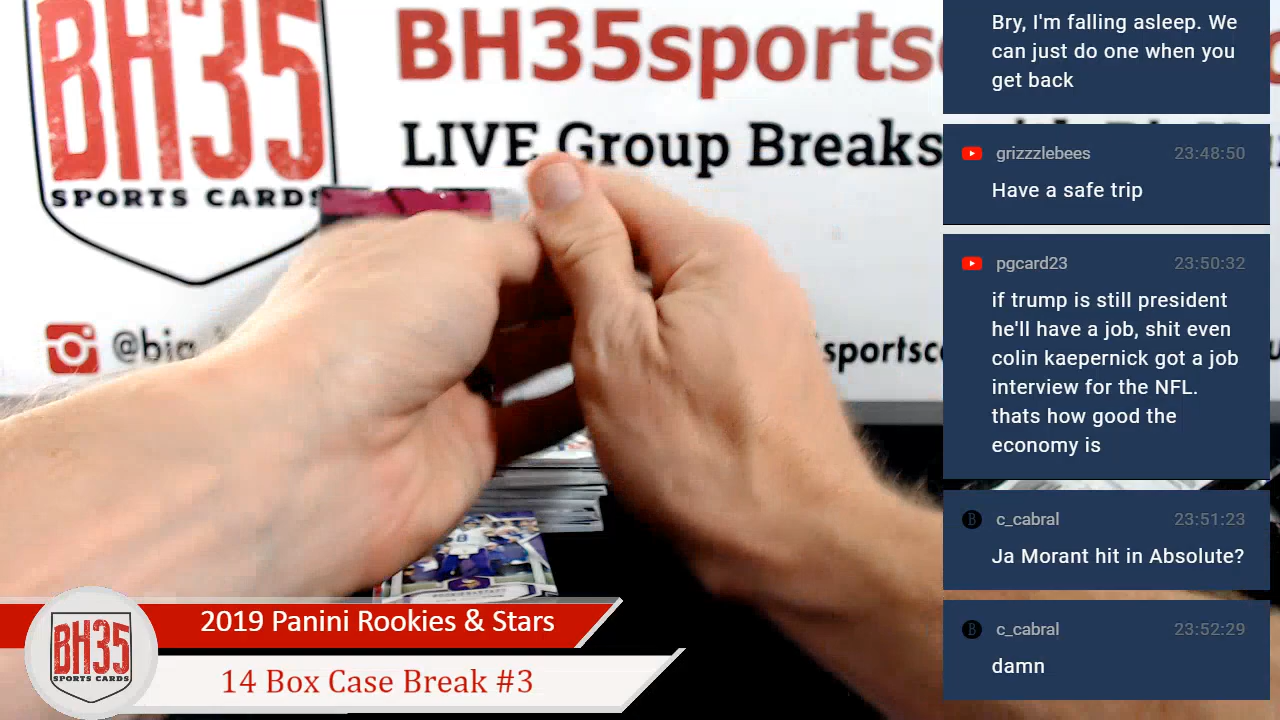 BH35
SPORTS CARDS
BH35sports
LIVE Group Breaks
Bry, I'm falling asleep. We
can just do one when you
get back
grizzzlebees 23:48:50
Have a safe trip
pgcard23 23:50:32
if trump is still president
he'll have a job, shit even
colin kaepernick got a job
interview for the NFL.
thats how good the
economy is
c_cabral 23:51:23
Ja Morant hit in Absolute?
c_cabral 23:52:29
damn
BH35
SPORTS CARDS
2019 Panini Rookies & Stars
14 Box Case Break #3